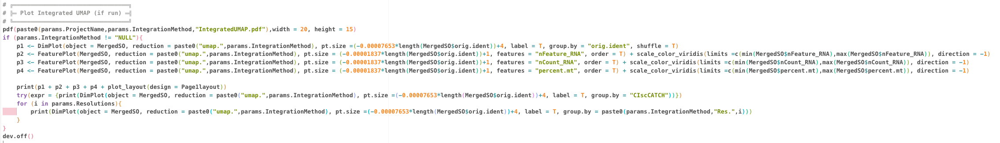 # ╔══════════════════════════════════╗
# ╠═ Plot Integrated UMAP (if run) ═╣
# ╚══════════════════════════════════╝
pdf(paste0(params.ProjectName,params.IntegrationMethod,"IntegratedUMAP.pdf"),width = 20, height = 15)
if (params.IntegrationMethod != "NULL"){
    p1 <- DimPlot(object = MergedSO, reduction = paste0("umap.",params.IntegrationMethod), pt.size =(-0.00007653*length(MergedSO$orig.ident))+4, label = T, group.by = "orig.ident", shuffle = T)
    p2 <- FeaturePlot(MergedSO, reduction = paste0("umap.",params.IntegrationMethod), pt.size = (-0.00001837*length(MergedSO$orig.ident))+1, features = "nFeature_RNA", order = T) + scale_color_viridis(limits =c(min(MergedSO$nFeature_RNA),max(MergedSO$nFeature_RNA)), direction = -1)
    p3 <- FeaturePlot(MergedSO, reduction = paste0("umap.",params.IntegrationMethod), pt.size = (-0.00001837*length(MergedSO$orig.ident))+1, features = "nCount_RNA", order = T) + scale_color_viridis(limits =c(min(MergedSO$nCount_RNA),max(MergedSO$nCount_RNA)), direction = -1)
    p4 <- FeaturePlot(MergedSO, reduction = paste0("umap.",params.IntegrationMethod), pt.size = (-0.00001837*length(MergedSO$orig.ident))+1, features = "percent.mt", order = T) + scale_color_viridis(limits =c(min(MergedSO$percent.mt),max(MergedSO$percent.mt)), direction = -1)

    print(p1 + p2 + p3 + p4 + plot_layout(design = Page1layout))
    try(expr = {print(DimPlot(object = MergedSO, reduction = paste0("umap.",params.IntegrationMethod), pt.size =(-0.00007653*length(MergedSO$orig.ident))+4, label = T, group.by = "CIscCATCH"))})
    for (i in params.Resolutions){
        print(DimPlot(object = MergedSO, reduction = paste0("umap.",params.IntegrationMethod), pt.size =(-0.00007653*length(MergedSO$orig.ident))+4, label = T, group.by = paste0(params.IntegrationMethod,"Res.",i)))
    }
}
dev.off()